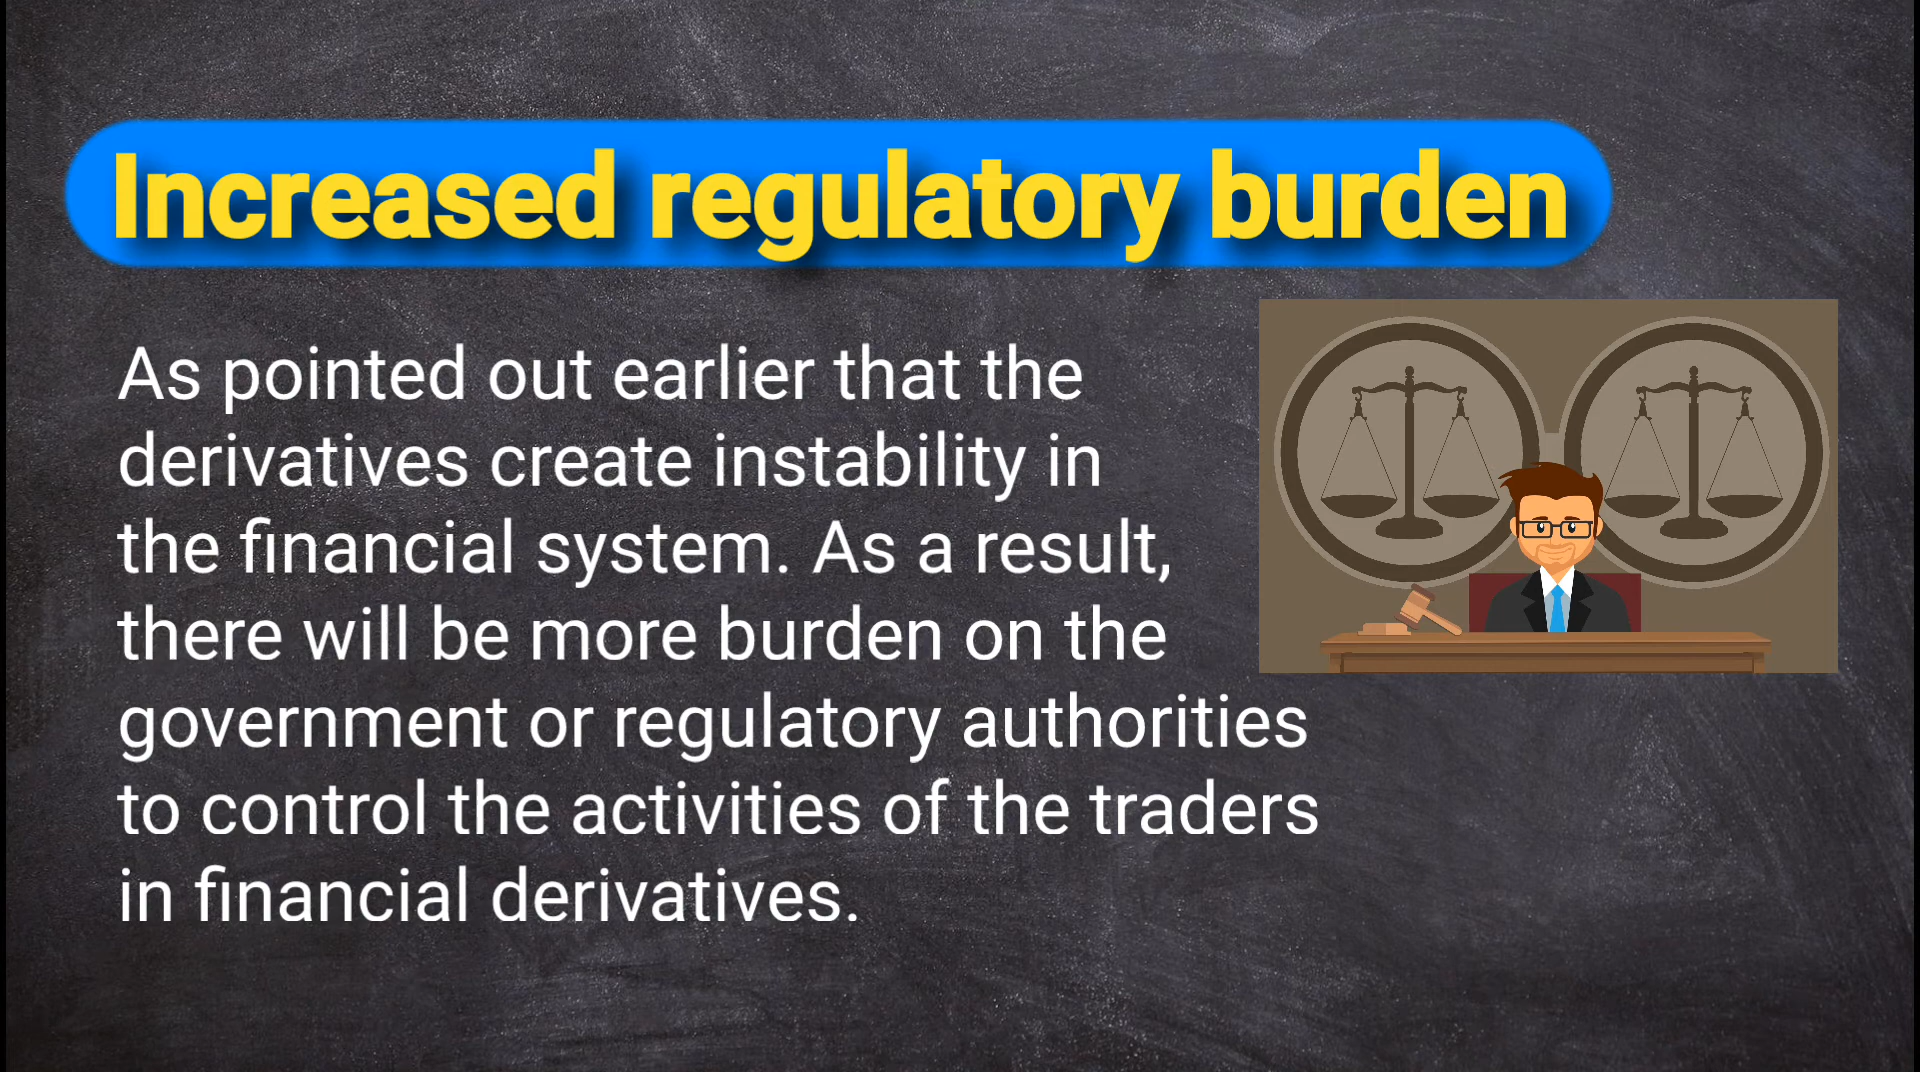 Increased regulatory burden
As pointed out earlier that the
derivatives create instability in
the financial system. As a result,
there will be more burden on the
government or regulatory authorities
to control the activities of the traders
in financial derivatives.